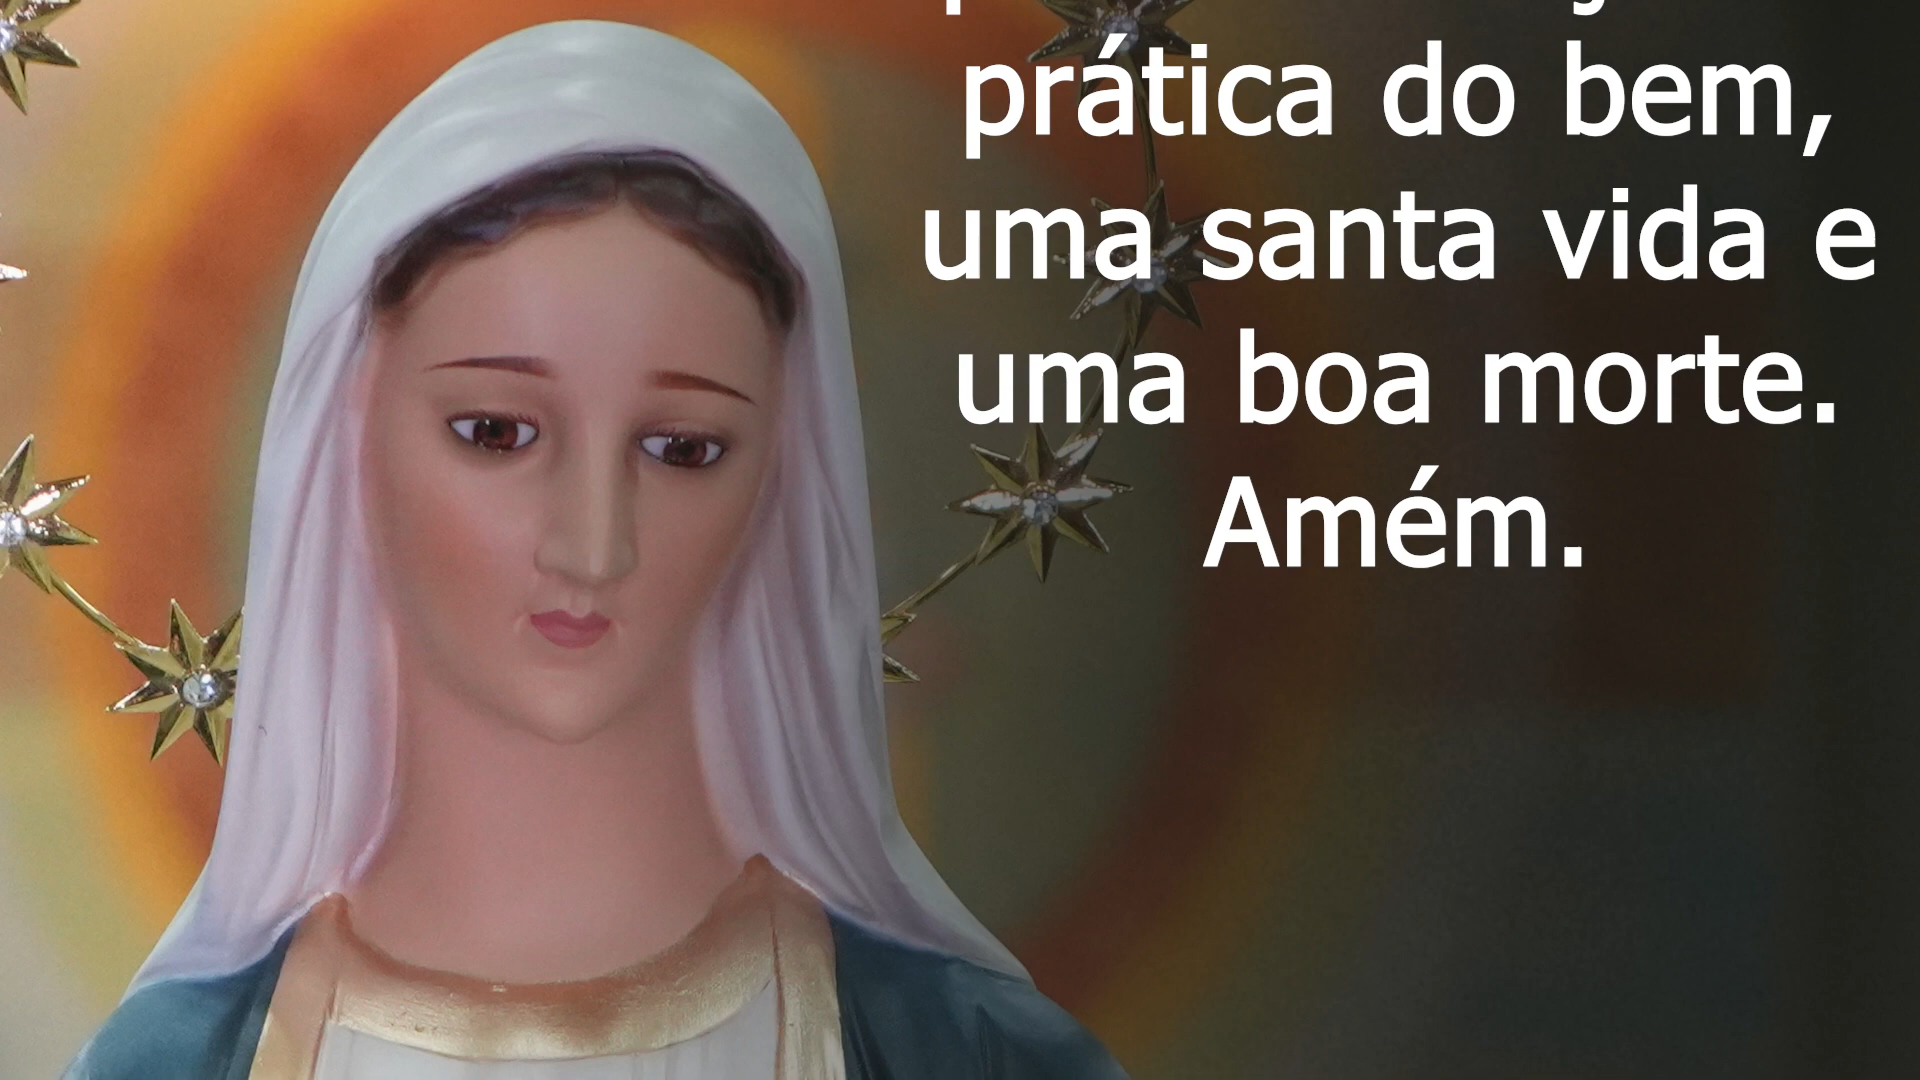 prática do bem,
uma santa vida e
uma boa morte.
Amém.